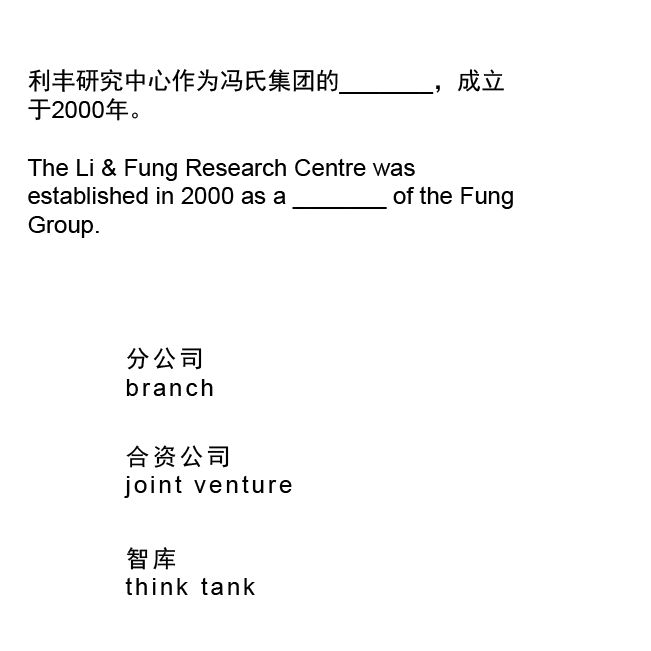 利丰研究中心作为冯氏集团的_______，成立
于2000年。
The Li & Fung Research Centre was
established in 2000 as a _______ of the Fung
Group.
分公司
branch
合资公司
joint venture
智库
think tank